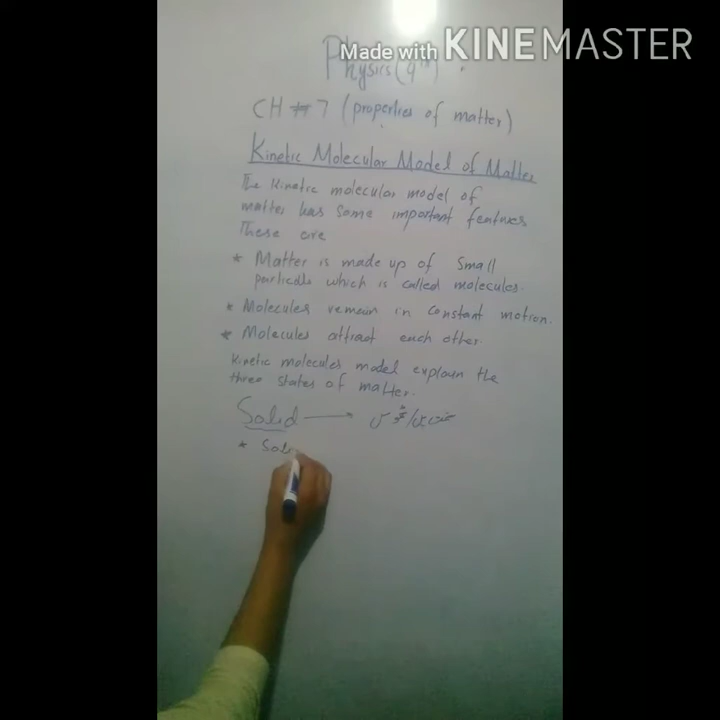 Made with KINEMASTER
Physics (9th)
CH # 7 (properties of matter)
Kinetic Molecular Model of Matter
The Kinetic molecular model of
matter has some important features
These are
* Matter is made up of small
particals which is called molecules.
* Molecules remain in constant motion.
* Molecules attract each other.
Kinetic molecules model explain the
three states of matter.
Solid →
* Sol